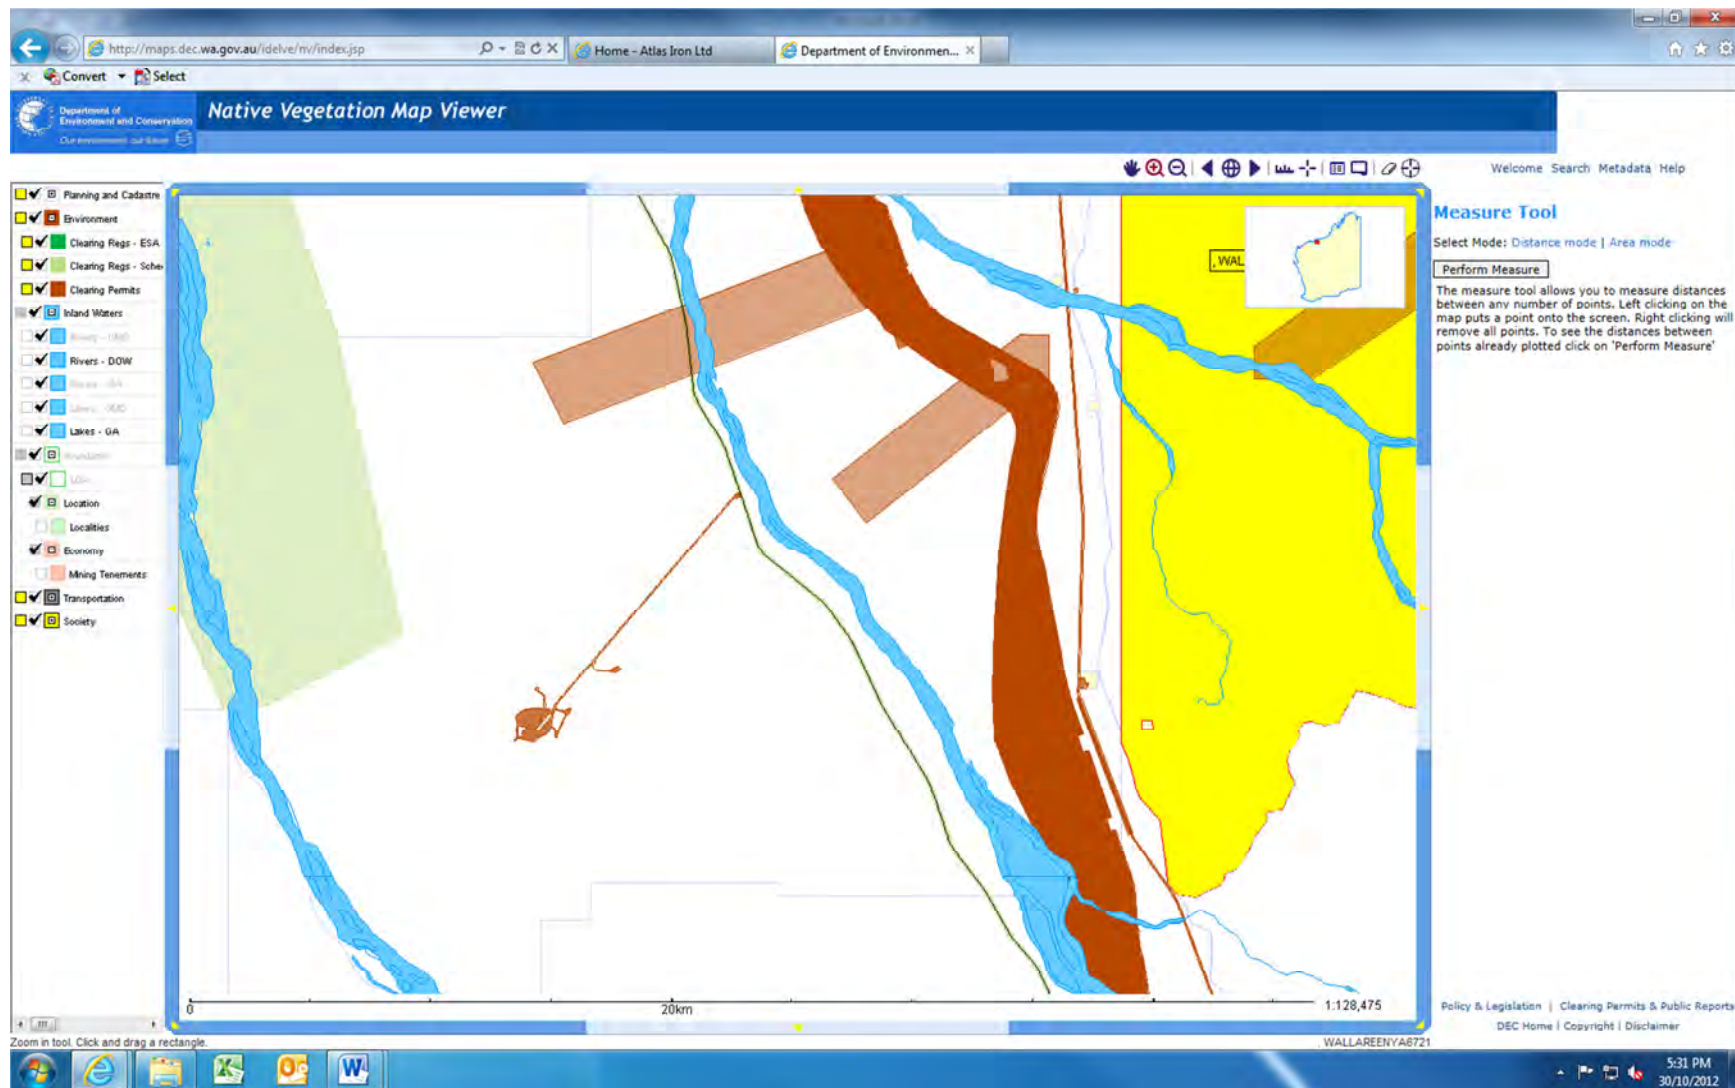 http://maps.dec.wa.gov.au/idelve/nv/index.jsp
Home - Atlas Iron Ltd
Department of Environmen...
Convert
Select
Department of
Environment and Conservation
Native Vegetation Map Viewer
Welcome Search Metadata Help
Planning and Cadastre
Environment
Clearing Regs - ESA
Clearing Regs - Sche
Clearing Permits
Inland Waters
Rivers - DOW
Lakes - GA
Location
Localities
Economy
Mining Tenements
Transportation
Society
, WAL
Measure Tool
Select Mode: Distance mode | Area mode
Perform Measure
The measure tool allows you to measure distances
between any number of points. Left clicking on the
map puts a point onto the screen. Right clicking will
remove all points. To see the distances between
points already plotted click on 'Perform Measure'
0
20km
1:128,475
Policy & Legislation | Clearing Permits & Public Reports
DEC Home | Copyright | Disclaimer
Zoom in tool. Click and drag a rectangle.
, WALLAREENYA6721
5:31 PM
30/10/2012